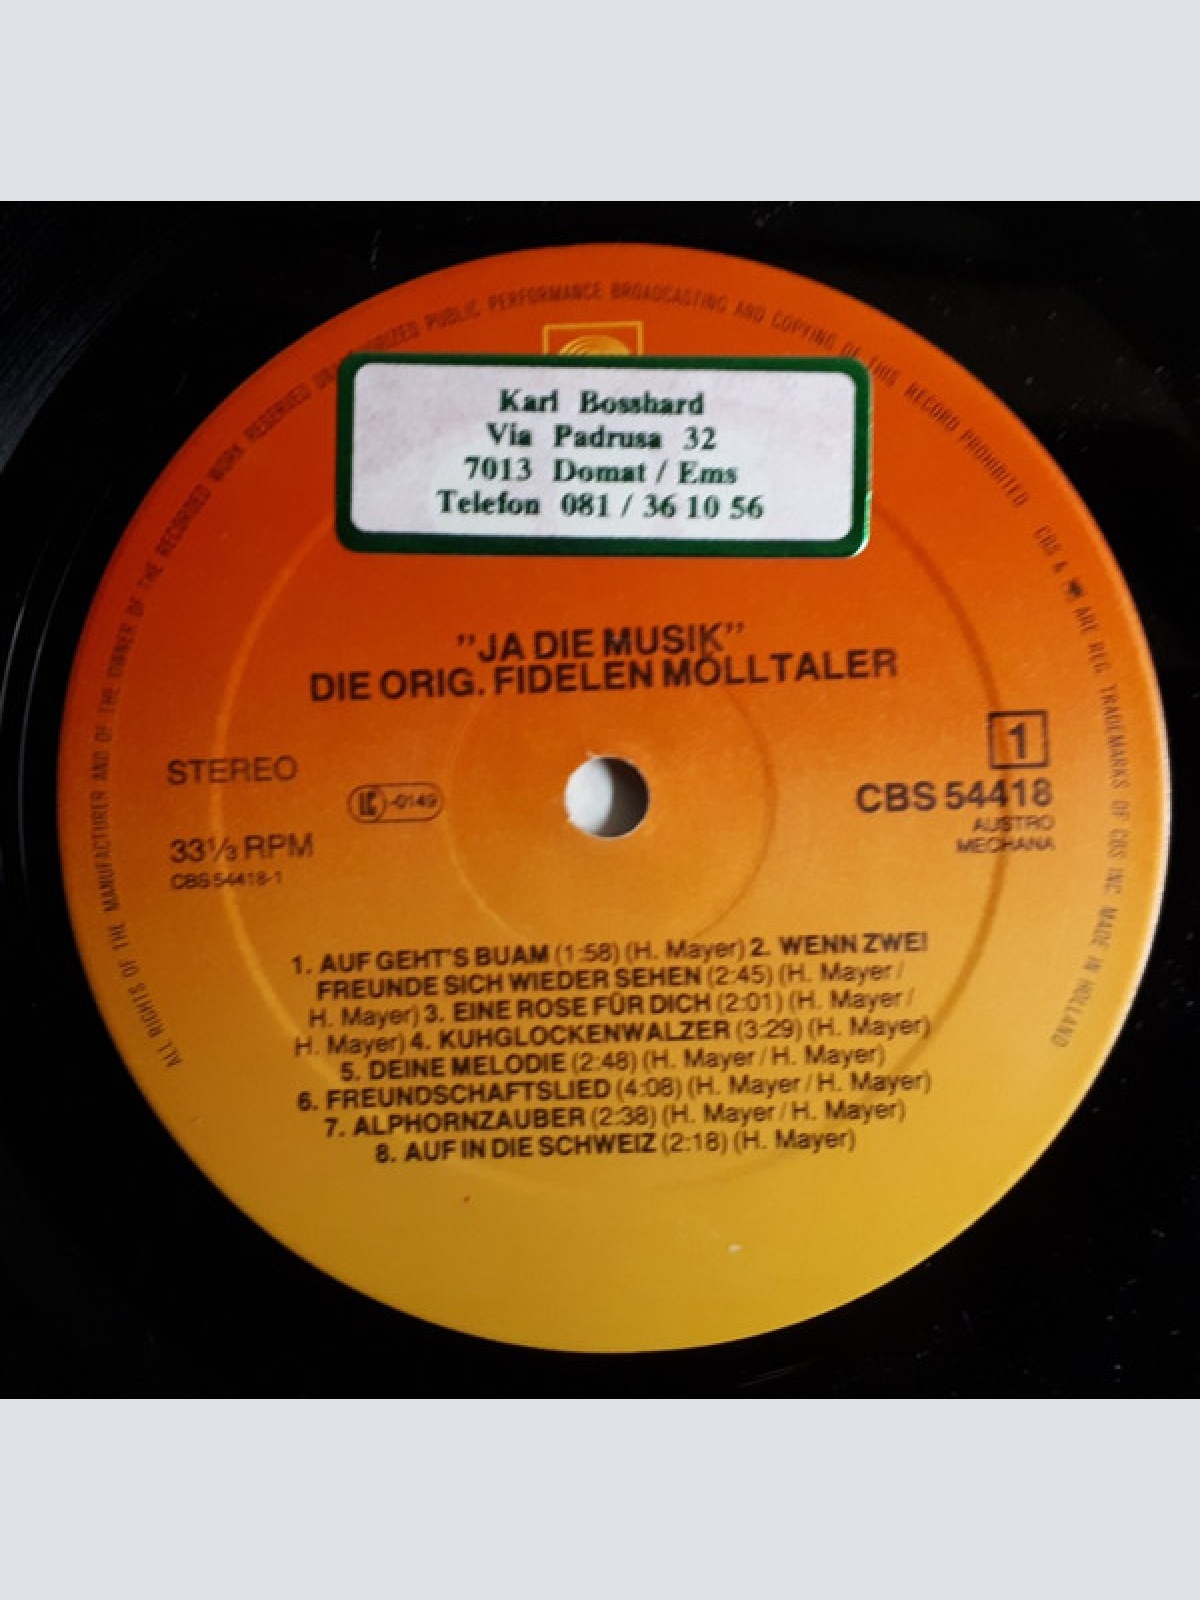 ALL RIGHTS OF THE MANUFACTURER AND OF THE OWNER OF THE RECORDED WORK RESERVED UNAUTHORIZED PUBLIC PERFORMANCE BROADCASTING AND COPYING OF THIS RECORD PROHIBITED CBS & ARE REG. TRADEMARKS OF CBS INC. MADE IN HOLLAND
Karl Bosshard
Via Padrusa 32
7013 Domat / Ems
Telefon 081 / 36 10 56
"JA DIE MUSIK"
DIE ORIG. FIDELEN MÖLLTALER
1
STEREO
LC-0149
CBS 54418
AUSTRO
MECHANA
33⅓ RPM
CBS 54418-1
1. AUF GEHT'S BUAM (1:58) (H. Mayer) 2. WENN ZWEI
FREUNDE SICH WIEDER SEHEN (2:45) (H. Mayer /
H. Mayer) 3. EINE ROSE FÜR DICH (2:01) (H. Mayer /
H. Mayer) 4. KUHGLOCKENWALZER (3:29) (H. Mayer)
5. DEINE MELODIE (2:48) (H. Mayer / H. Mayer)
6. FREUNDSCHAFTSLIED (4:08) (H. Mayer / H. Mayer)
7. ALPHORNZAUBER (2:38) (H. Mayer / H. Mayer)
8. AUF IN DIE SCHWEIZ (2:18) (H. Mayer)